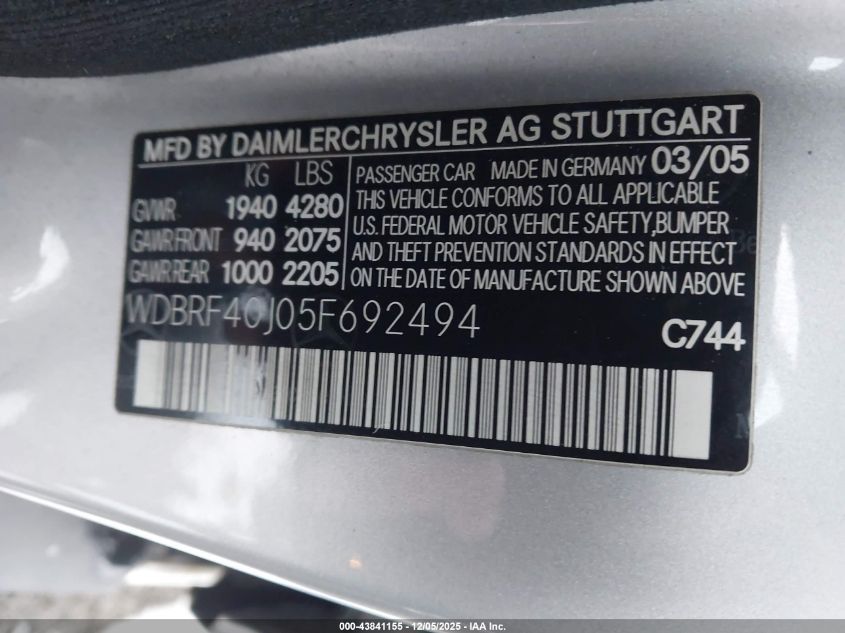 MFD BY DAIMLERCHRYSLER AG STUTTGART
KG LBS
GVWR 1940 4280
GAWR FRONT 940 2075
GAWR REAR 1000 2205
PASSENGER CAR MADE IN GERMANY 03/05
THIS VEHICLE CONFORMS TO ALL APPLICABLE
U.S. FEDERAL MOTOR VEHICLE SAFETY,BUMPER
AND THEFT PREVENTION STANDARDS IN EFFECT
ON THE DATE OF MANUFACTURE SHOWN ABOVE
WDBRF40J05F692494
C744
000-43841155 - 12/05/2025 - IAA Inc.